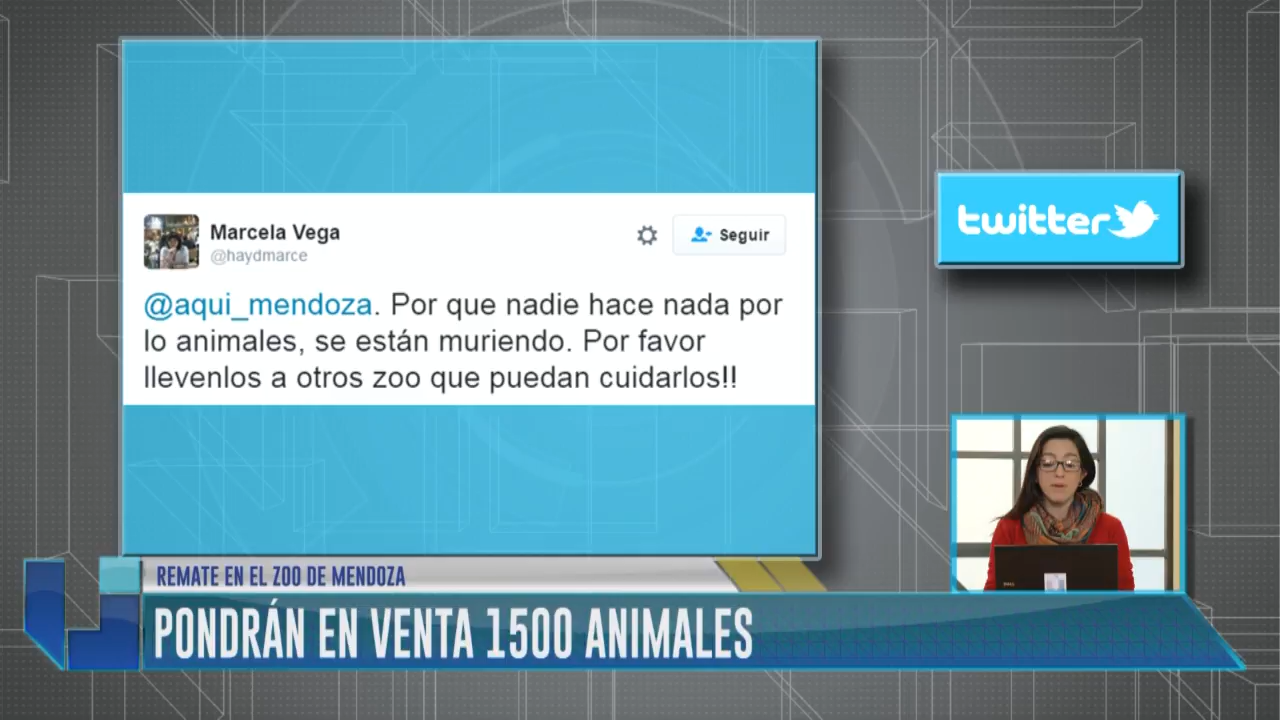 Marcela Vega
@haydmarce
Seguir
@aqui_mendoza. Por que nadie hace nada por
lo animales, se están muriendo. Por favor
llevenlos a otros zoo que puedan cuidarlos!!
twitter
DELL
REMATE EN EL ZOO DE MENDOZA
PONDRÁN EN VENTA 1500 ANIMALES